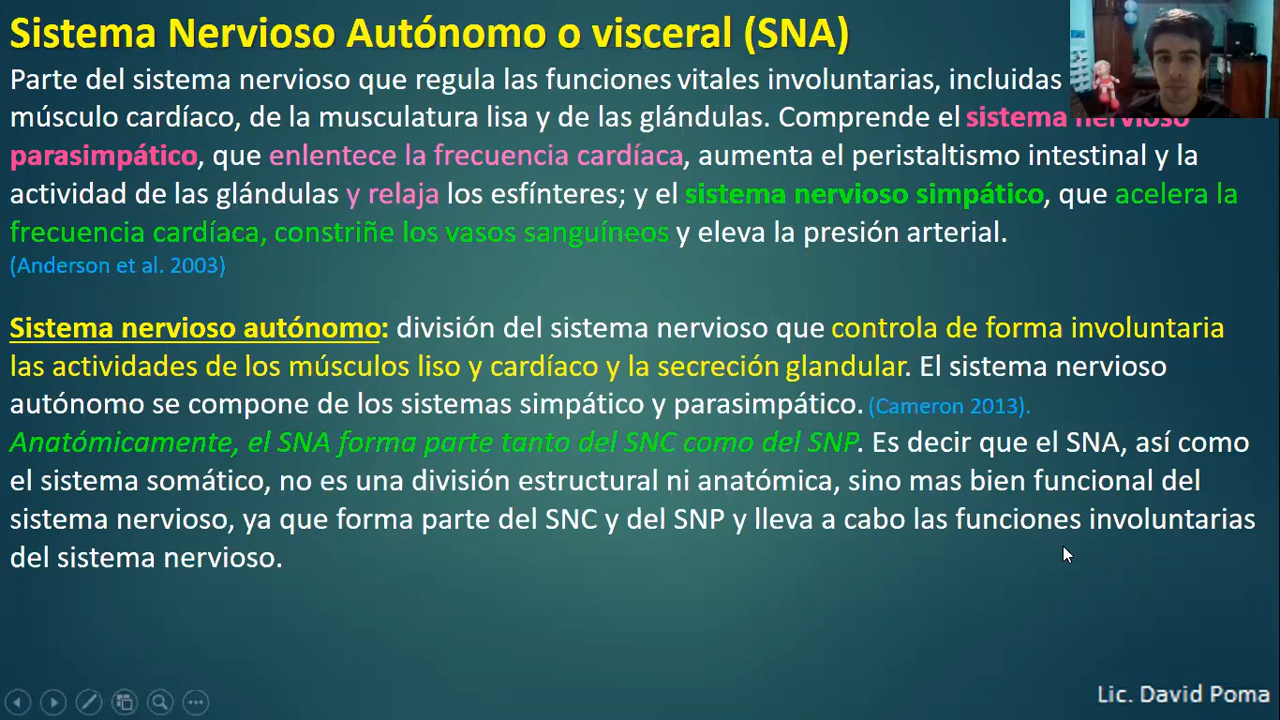 Sistema Nervioso Autónomo o visceral (SNA)
Parte del sistema nervioso que regula las funciones vitales involuntarias, incluidas
músculo cardíaco, de la musculatura lisa y de las glándulas. Comprende el sistema nervioso
parasimpático, que enlentece la frecuencia cardíaca, aumenta el peristaltismo intestinal y la
actividad de las glándulas y relaja los esfínteres; y el sistema nervioso simpático, que acelera la
frecuencia cardíaca, constriñe los vasos sanguíneos y eleva la presión arterial.
(Anderson et al. 2003)
Sistema nervioso autónomo: división del sistema nervioso que controla de forma involuntaria
las actividades de los músculos liso y cardíaco y la secreción glandular. El sistema nervioso
autónomo se compone de los sistemas simpático y parasimpático. (Cameron 2013).
Anatómicamente, el SNA forma parte tanto del SNC como del SNP. Es decir que el SNA, así como
el sistema somático, no es una división estructural ni anatómica, sino mas bien funcional del
sistema nervioso, ya que forma parte del SNC y del SNP y lleva a cabo las funciones involuntarias
del sistema nervioso.
Lic. David Poma